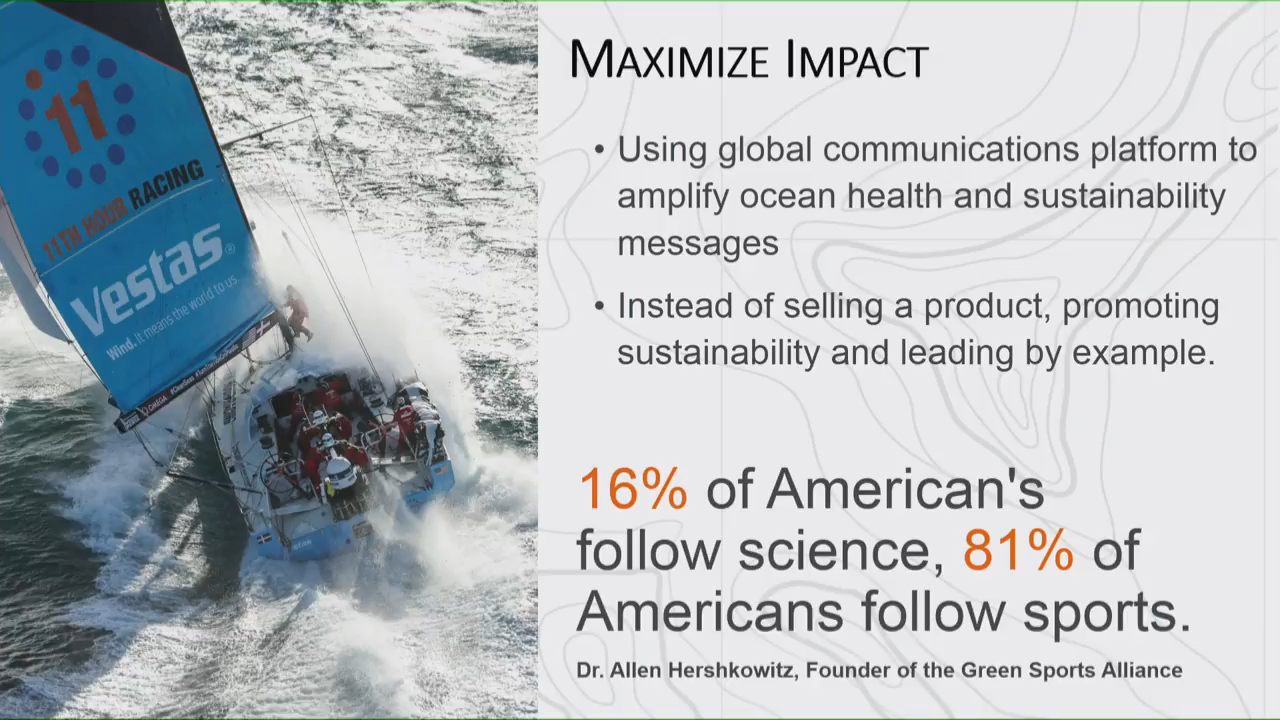 11
11TH HOUR RACING
Vestas®
Wind. It means the world to us.
MAXIMIZE IMPACT
• Using global communications platform to
amplify ocean health and sustainability
messages
• Instead of selling a product, promoting
sustainability and leading by example.
16% of American's
follow science, 81% of
Americans follow sports.
Dr. Allen Hershkowitz, Founder of the Green Sports Alliance